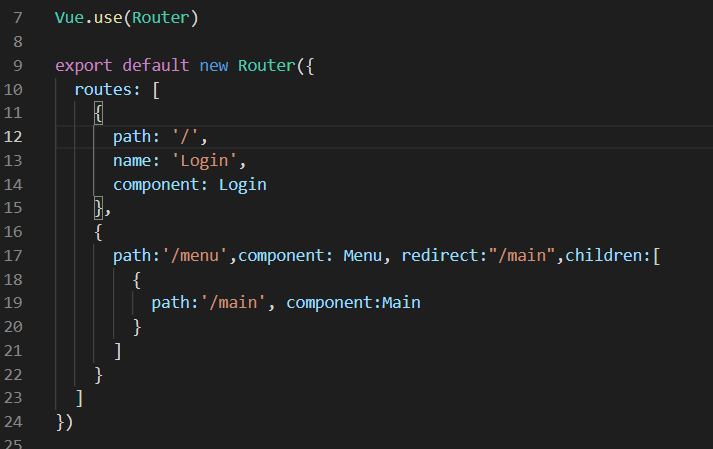 7 Vue.use(Router)
8
9 export default new Router({
10 routes: [
11 {
12 path: '/',
13 name: 'Login',
14 component: Login
15 },
16 {
17 path:'/menu',component: Menu, redirect:"/main",children:[
18 {
19 path:'/main', component:Main
20 }
21 ]
22 }
23 ]
24 })
25